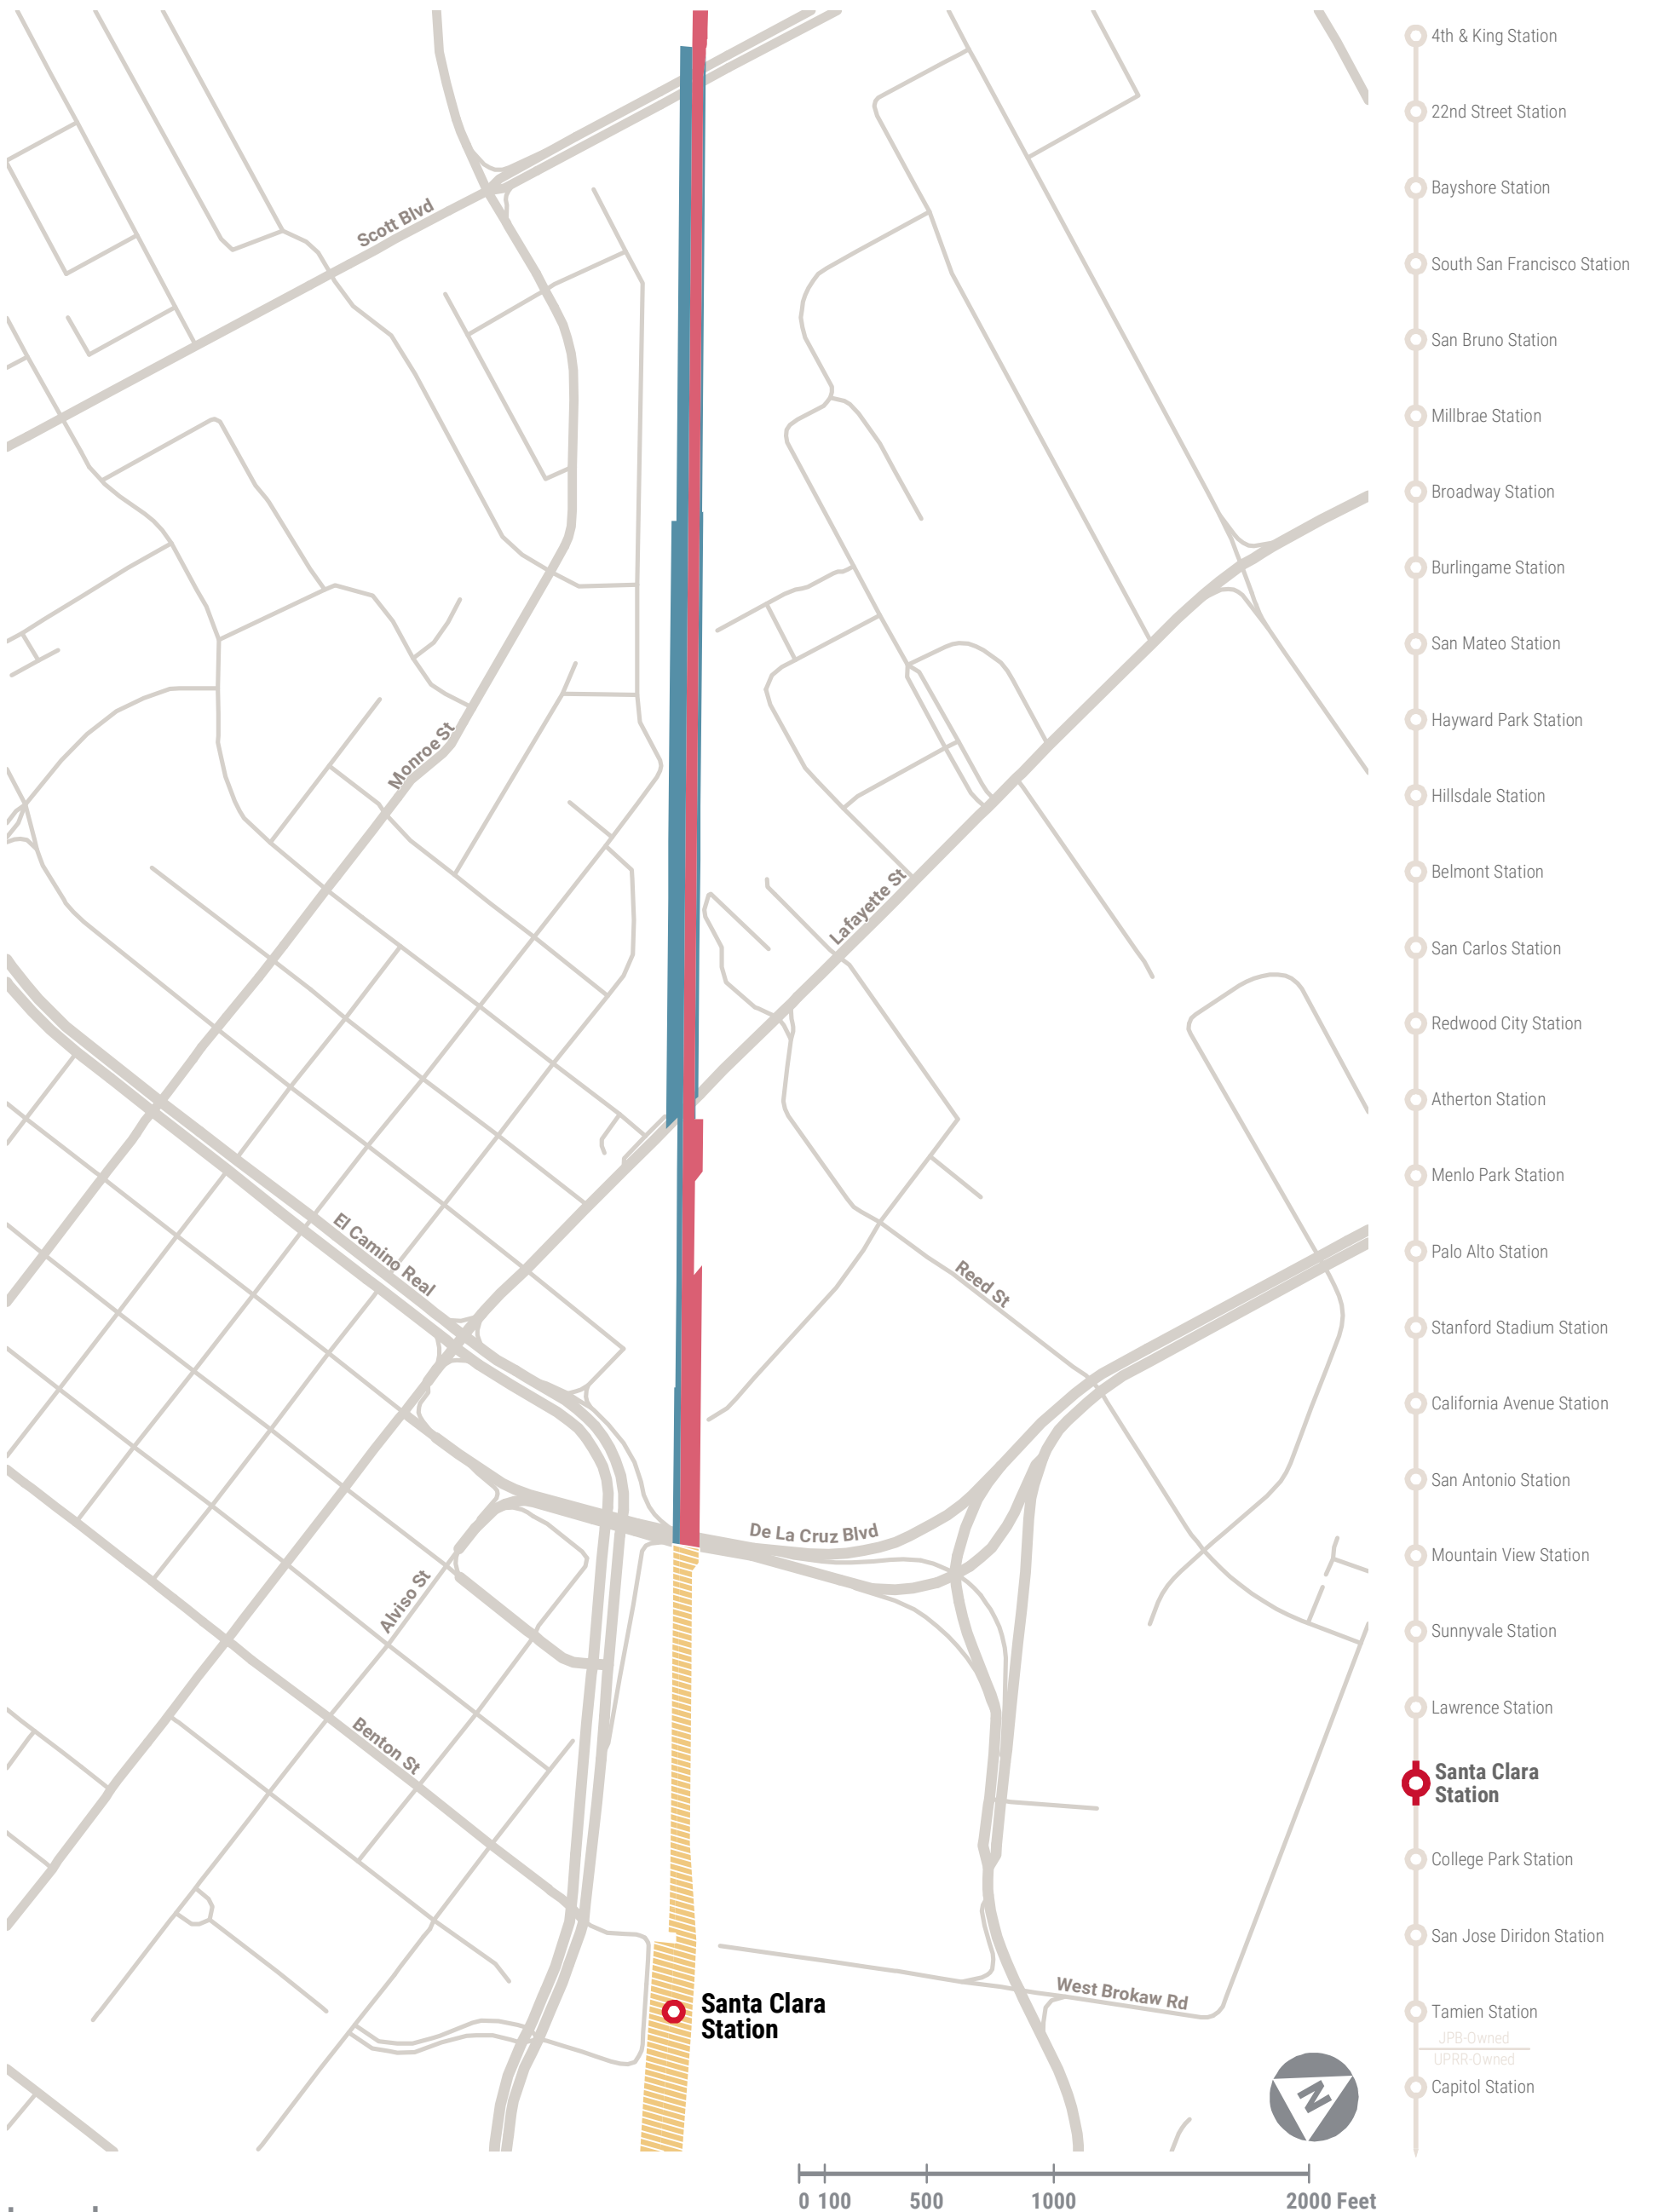 Scott Blvd
Monroe St
Lafayette St
El Camino Real
Reed St
De La Cruz Blvd
Alviso St
Benton St
West Brokaw Rd
Santa Clara
Station
N
0 100 500 1000 2000 Feet
4th & King Station
22nd Street Station
Bayshore Station
South San Francisco Station
San Bruno Station
Millbrae Station
Broadway Station
Burlingame Station
San Mateo Station
Hayward Park Station
Hillsdale Station
Belmont Station
San Carlos Station
Redwood City Station
Atherton Station
Menlo Park Station
Palo Alto Station
Stanford Stadium Station
California Avenue Station
San Antonio Station
Mountain View Station
Sunnyvale Station
Lawrence Station
Santa Clara
Station
College Park Station
San Jose Diridon Station
Tamien Station
JPB-Owned
UPRR-Owned
Capitol Station